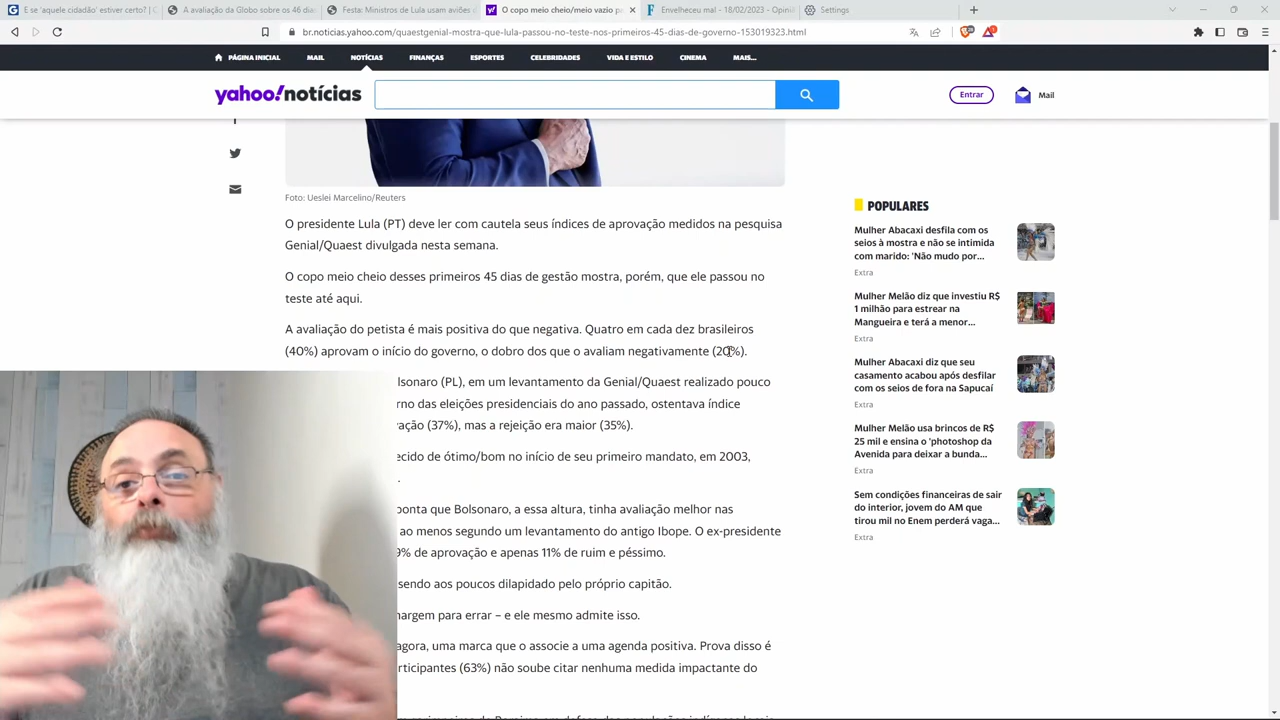 E se 'aquele cidadão' estiver certo? | C
A avaliação da Globo sobre os 46 dias
Festa: Ministros de Lula usam aviões d
O copo meio cheio/meio vazio pa
Envelheceu mal - 18/02/2023 - Opini
Settings
br.noticias.yahoo.com/quaestgenial-mostra-que-lula-passou-no-teste-nos-primeiros-45-dias-de-governo-153019323.html
PÁGINA INICIAL MAIL NOTÍCIAS FINANÇAS ESPORTES CELEBRIDADES VIDA E ESTILO CINEMA MAIS...
yahoo!notícias
Entrar
Mail
Foto: Ueslei Marcelino/Reuters
O presidente Lula (PT) deve ler com cautela seus índices de aprovação medidos na pesquisa
Genial/Quaest divulgada nesta semana.
O copo meio cheio desses primeiros 45 dias de gestão mostra, porém, que ele passou no
teste até aqui.
A avaliação do petista é mais positiva do que negativa. Quatro em cada dez brasileiros
(40%) aprovam o início do governo, o dobro dos que o avaliam negativamente (20%).
lsonaro (PL), em um levantamento da Genial/Quaest realizado pouco
rno das eleições presidenciais do ano passado, ostentava índice
vação (37%), mas a rejeição era maior (35%).
ecido de ótimo/bom no início de seu primeiro mandato, em 2003,
.
ponta que Bolsonaro, a essa altura, tinha avaliação melhor nas
ao menos segundo um levantamento do antigo Ibope. O ex-presidente
9% de aprovação e apenas 11% de ruim e péssimo.
sendo aos poucos dilapidado pelo próprio capitão.
margem para errar – e ele mesmo admite isso.
agora, uma marca que o associe a uma agenda positiva. Prova disso é
rticipantes (63%) não soube citar nenhuma medida impactante do
POPULARES
Mulher Abacaxi desfila com os
seios à mostra e não se intimida
com marido: 'Não mudo por...
Extra
Mulher Melão diz que investiu R$
1 milhão para estrear na
Mangueira e terá a menor...
Extra
Mulher Abacaxi diz que seu
casamento acabou após desfilar
com os seios de fora na Sapucaí
Extra
Mulher Melão usa brincos de R$
25 mil e ensina o 'photoshop da
Avenida para deixar a bunda...
Extra
Sem condições financeiras de sair
do interior, jovem do AM que
tirou mil no Enem perderá vaga...
Extra